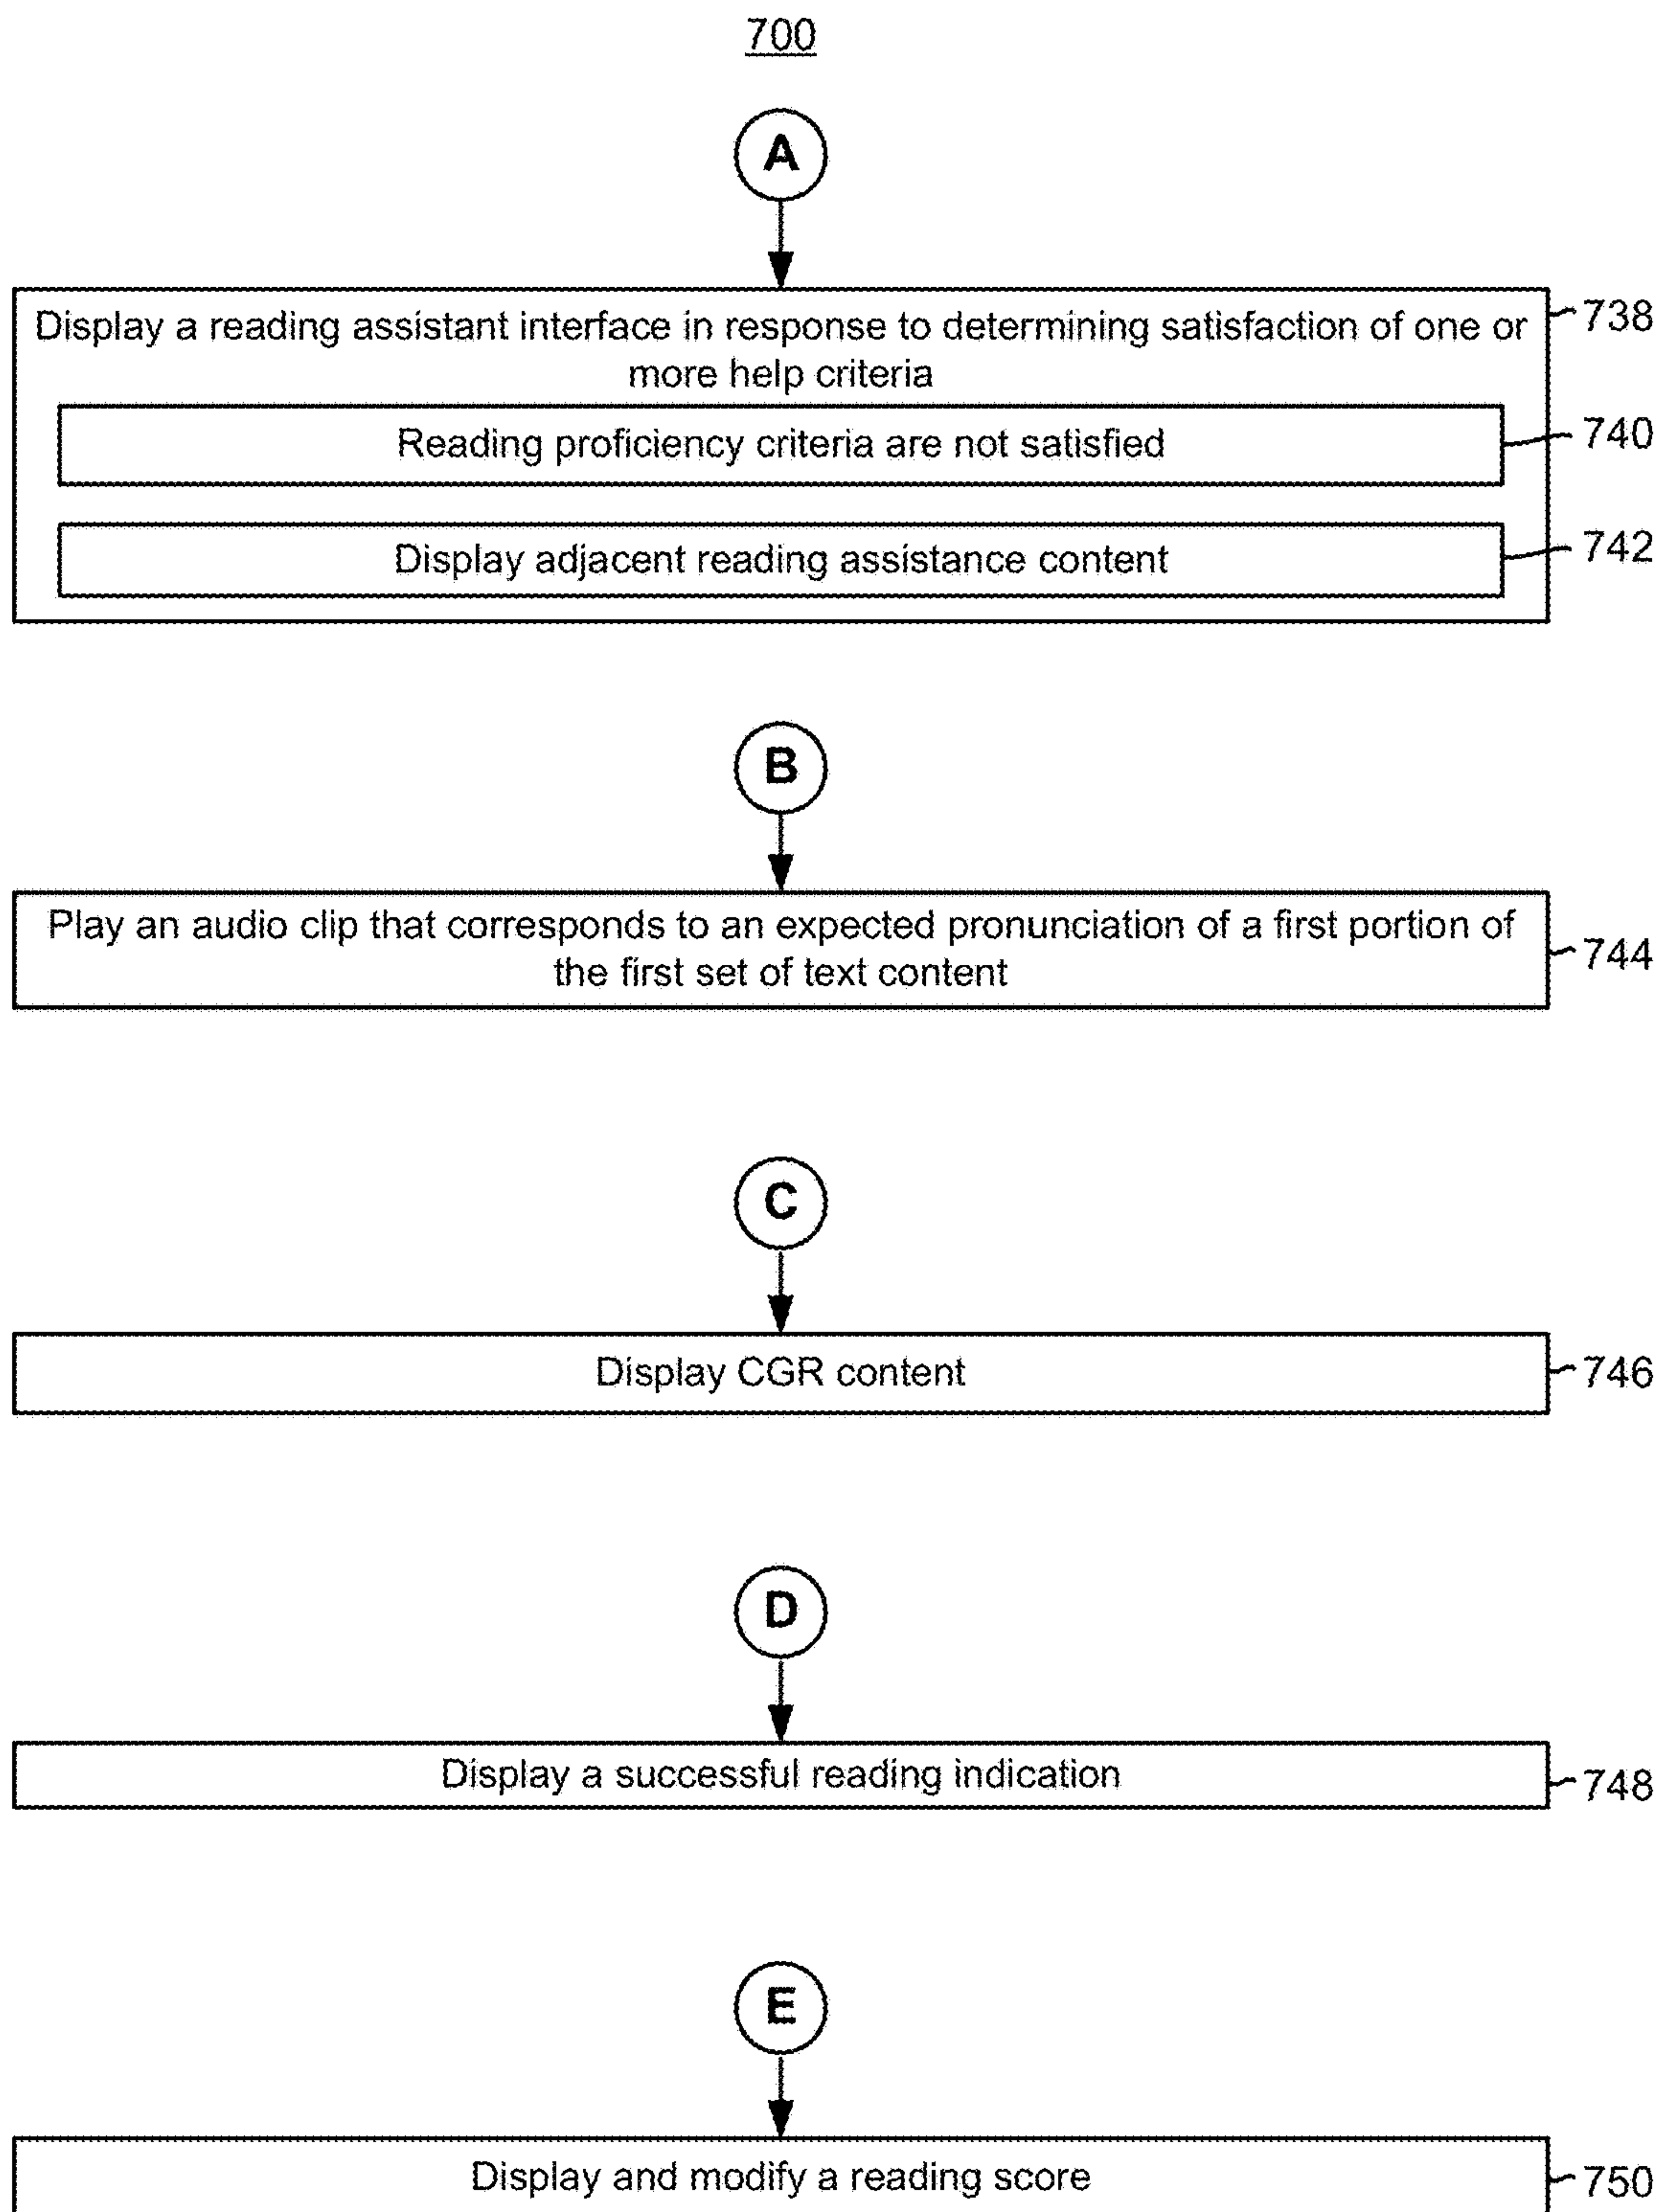 700
A
Display a reading assistant interface in response to determining satisfaction of one or
more help criteria
738
Reading proficiency criteria are not satisfied
740
Display adjacent reading assistance content
742
B
Play an audio clip that corresponds to an expected pronunciation of a first portion of
the first set of text content
744
C
Display CGR content
746
D
Display a successful reading indication
748
E
Display and modify a reading score
750